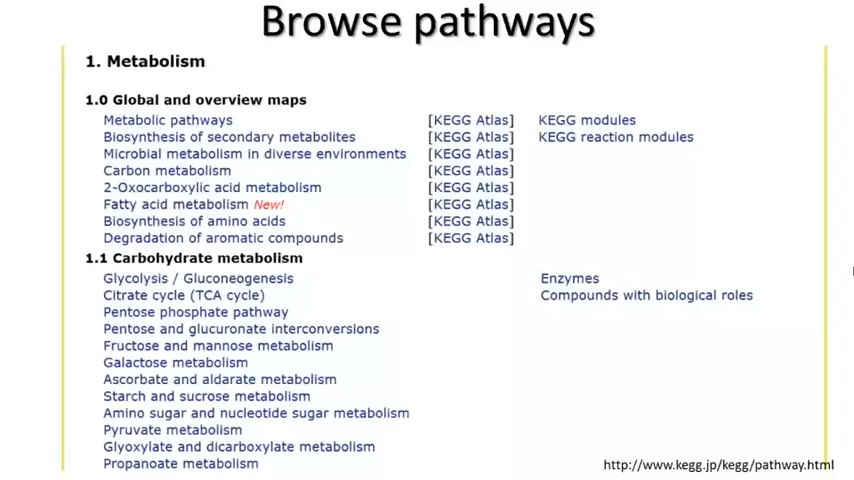 Browse pathways
1. Metabolism
1.0 Global and overview maps
Metabolic pathways [KEGG Atlas] KEGG modules
Biosynthesis of secondary metabolites [KEGG Atlas] KEGG reaction modules
Microbial metabolism in diverse environments [KEGG Atlas]
Carbon metabolism [KEGG Atlas]
2-Oxocarboxylic acid metabolism [KEGG Atlas]
Fatty acid metabolism New! [KEGG Atlas]
Biosynthesis of amino acids [KEGG Atlas]
Degradation of aromatic compounds [KEGG Atlas]
1.1 Carbohydrate metabolism
Glycolysis / Gluconeogenesis Enzymes
Citrate cycle (TCA cycle) Compounds with biological roles
Pentose phosphate pathway
Pentose and glucuronate interconversions
Fructose and mannose metabolism
Galactose metabolism
Ascorbate and aldarate metabolism
Starch and sucrose metabolism
Amino sugar and nucleotide sugar metabolism
Pyruvate metabolism
Glyoxylate and dicarboxylate metabolism
Propanoate metabolism
http://www.kegg.jp/kegg/pathway.html